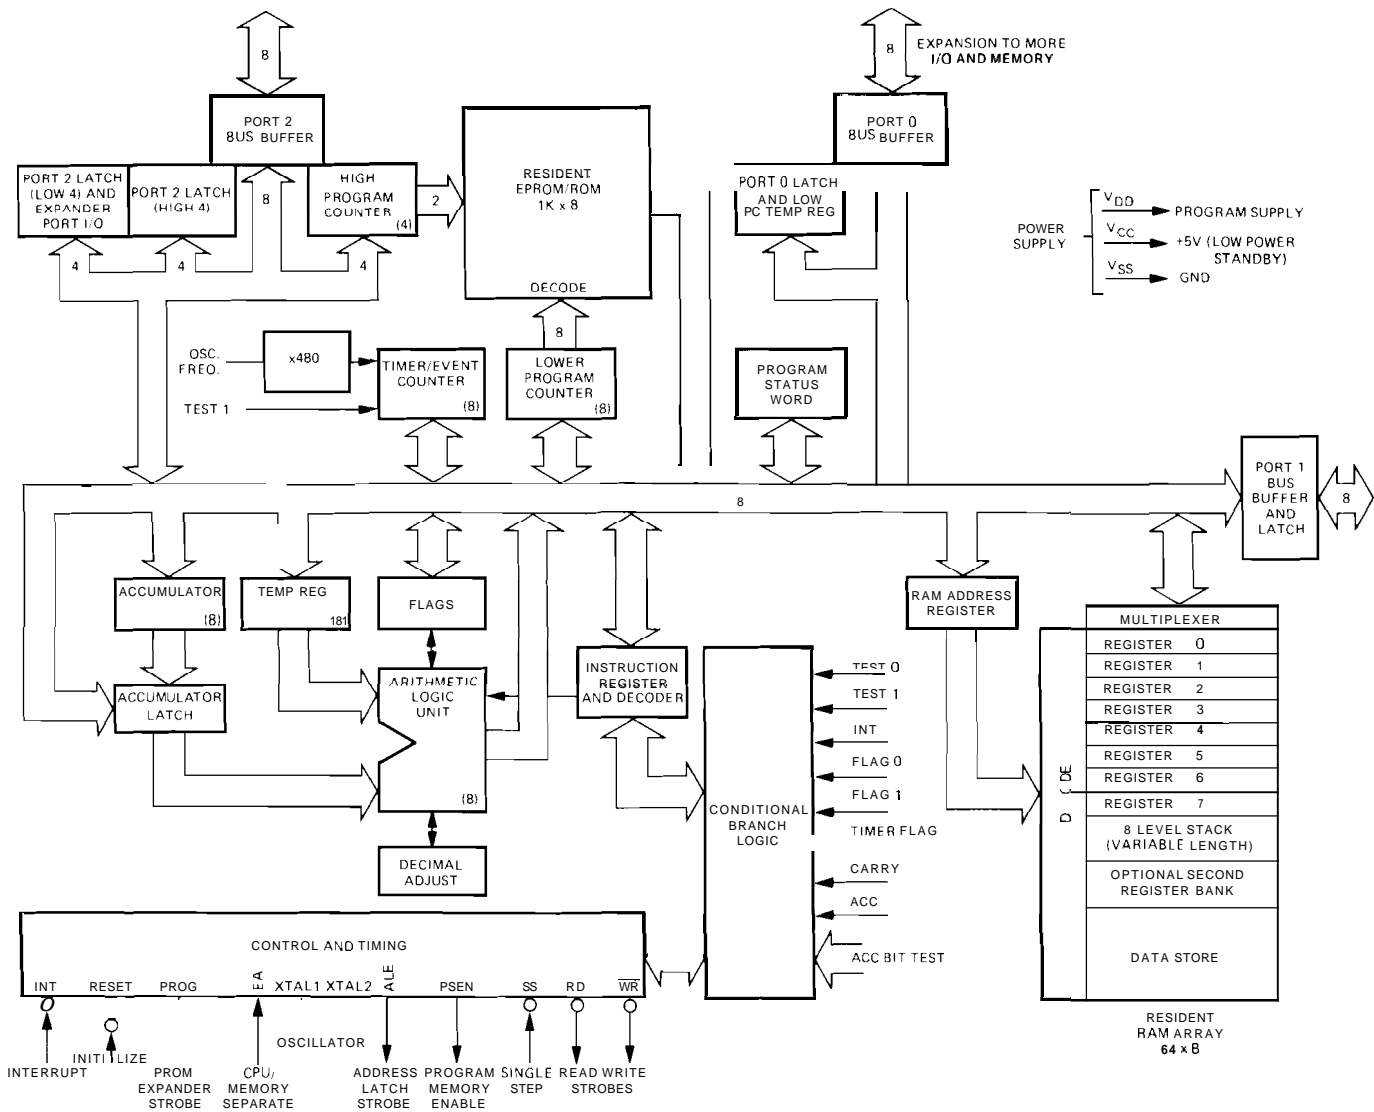 8
8
EXPANSION TO MORE
I/O AND MEMORY
PORT 2
8US BUFFER
PORT 0
8US BUFFER
PORT 2 LATCH
(LOW 4) AND
EXPANDER
PORT I/O
PORT 2 LATCH
(HIGH 4)
8
HIGH
PROGRAM
COUNTER
(4)
2
RESIDENT
EPROM/ROM
1K x 8
DECODE
PORT 0 LATCH
AND LOW
PC TEMP REG
POWER
SUPPLY
VDD
PROGRAM SUPPLY
VCC
+5V (LOW POWER
STANDBY)
VSS
GND
4
4
4
8
OSC.
FREQ.
x480
TEST 1
TIMER/EVENT
COUNTER
(8)
LOWER
PROGRAM
COUNTER
(8)
PROGRAM
STATUS
WORD
8
PORT 1
BUS
BUFFER
AND
LATCH
8
ACCUMULATOR
(8)
TEMP REG
181
FLAGS
RAM ADDRESS
REGISTER
ACCUMULATOR
LATCH
ARITHMETIC
LOGIC
UNIT
(8)
INSTRUCTION
REGISTER
AND DECODER
CONDITIONAL
BRANCH
LOGIC
TEST 0
TEST 1
INT
FLAG 0
FLAG 1
TIMER FLAG
CARRY
ACC
ACC BIT TEST
DECIMAL
ADJUST
MULTIPLEXER
D CDE
REGISTER 0
REGISTER 1
REGISTER 2
REGISTER 3
REGISTER 4
REGISTER 5
REGISTER 6
REGISTER 7
8 LEVEL STACK
(VARIABLE LENGTH)
OPTIONAL SECOND
REGISTER BANK
DATA STORE
RESIDENT
RAM ARRAY
64 x B
CONTROL AND TIMING
INT
RESET
PROG
EA
XTAL1 XTAL2
ALE
PSEN
SS
RD
WR
INTERRUPT
INITI LIZE
PROM
EXPANDER
STROBE
CPU/
MEMORY
SEPARATE
OSCILLATOR
ADDRESS
LATCH
STROBE
PROGRAM
MEMORY
ENABLE
SINGLE
STEP
READ WRITE
STROBES